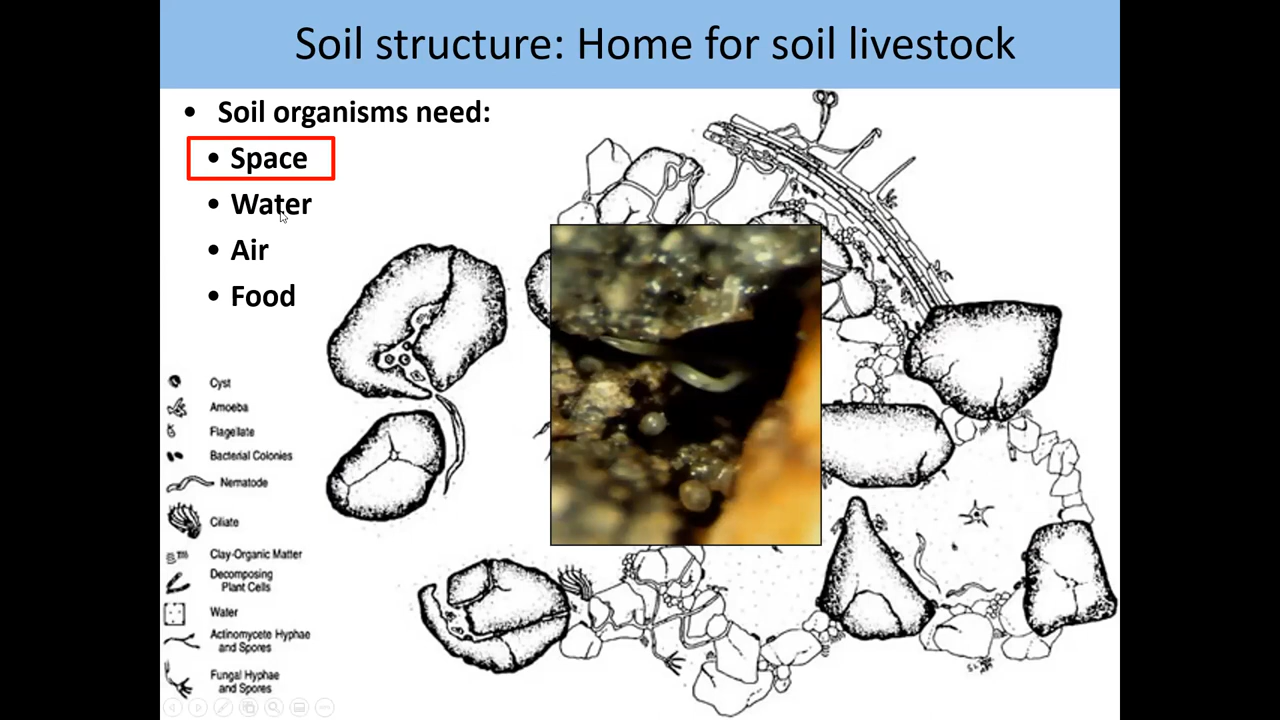 Soil structure: Home for soil livestock
• Soil organisms need:
• Space
• Water
• Air
• Food
Cyst
Amoeba
Flagellate
Bacterial Colonies
Nematode
Ciliate
Clay-Organic Matter
Decomposing
Plant Cells
Water
Actinomycete Hyphae
and Spores
Fungal Hyphae
and Spores